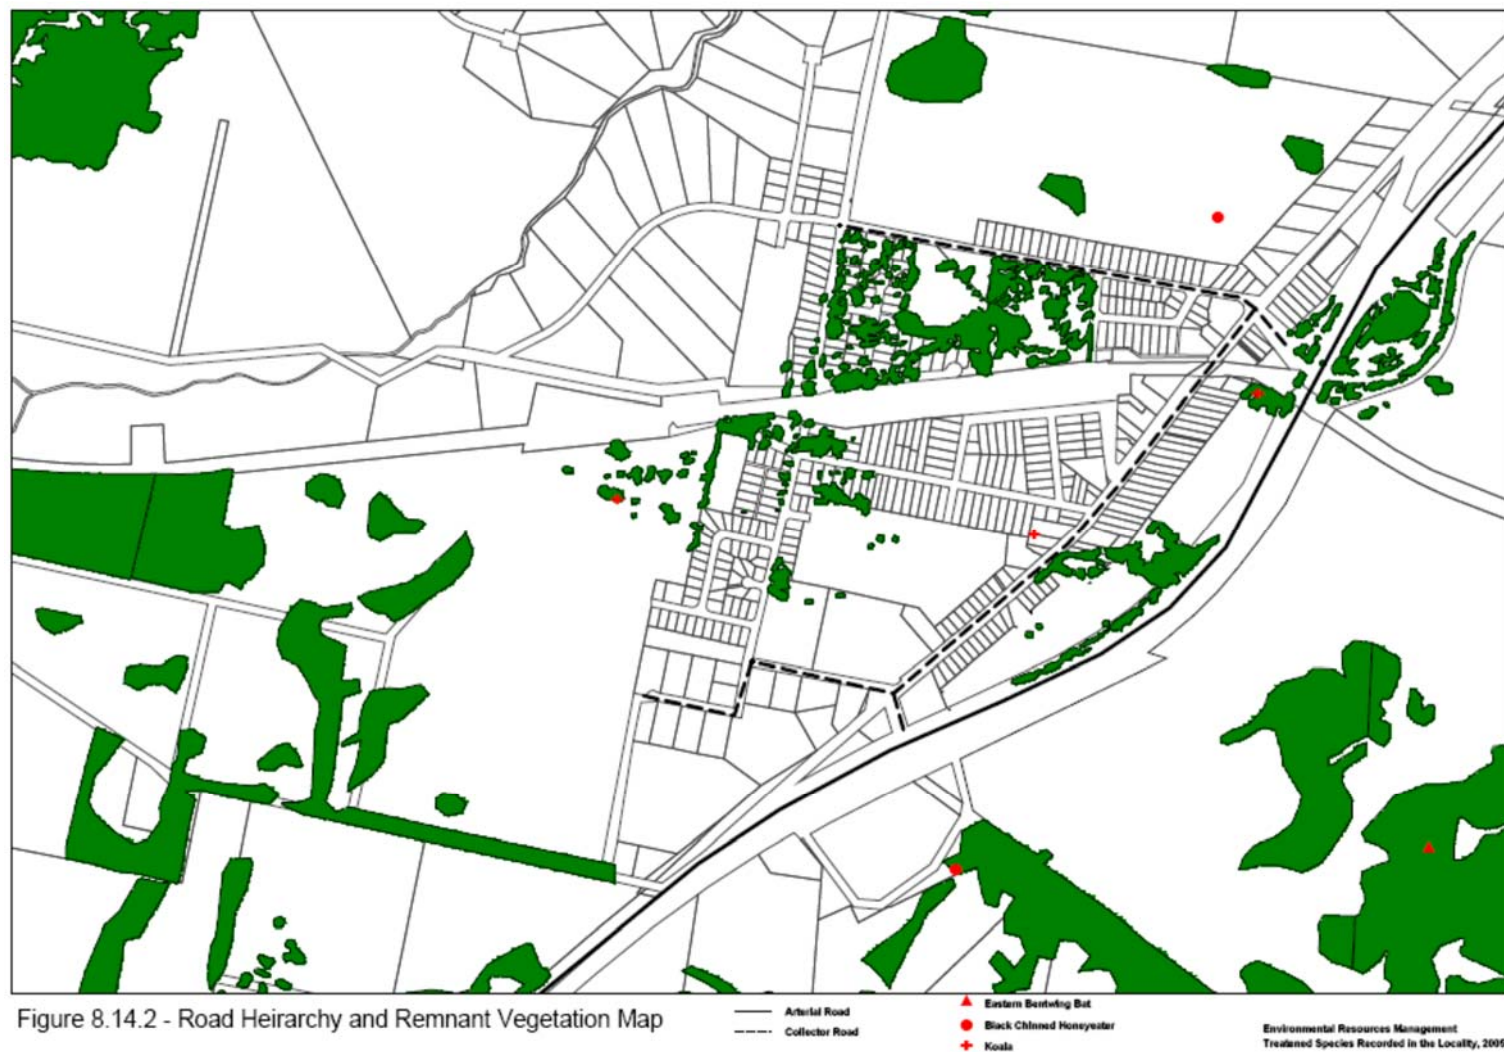 Figure 8.14.2 - Road Heirarchy and Remnant Vegetation Map
Arterial Road
Collector Road
Eastern Bentwing Bat
Black Chinned Honeyeater
Koala
Environmental Resources Management
Treatened Species Recorded in the Locality, 2009